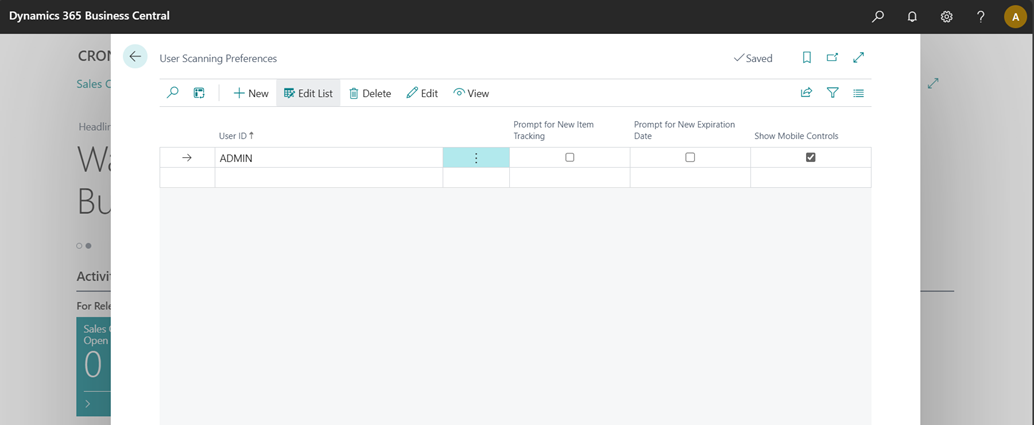 Dynamics 365 Business Central
A
CRON
Sales C
Headlin
Wa
Bu
Activit
For Rele
Sales
Open
0
User Scanning Preferences
Saved
New
Edit List
Delete
Edit
View
User ID ↑
Prompt for New Item
Tracking
Prompt for New Expiration
Date
Show Mobile Controls
ADMIN